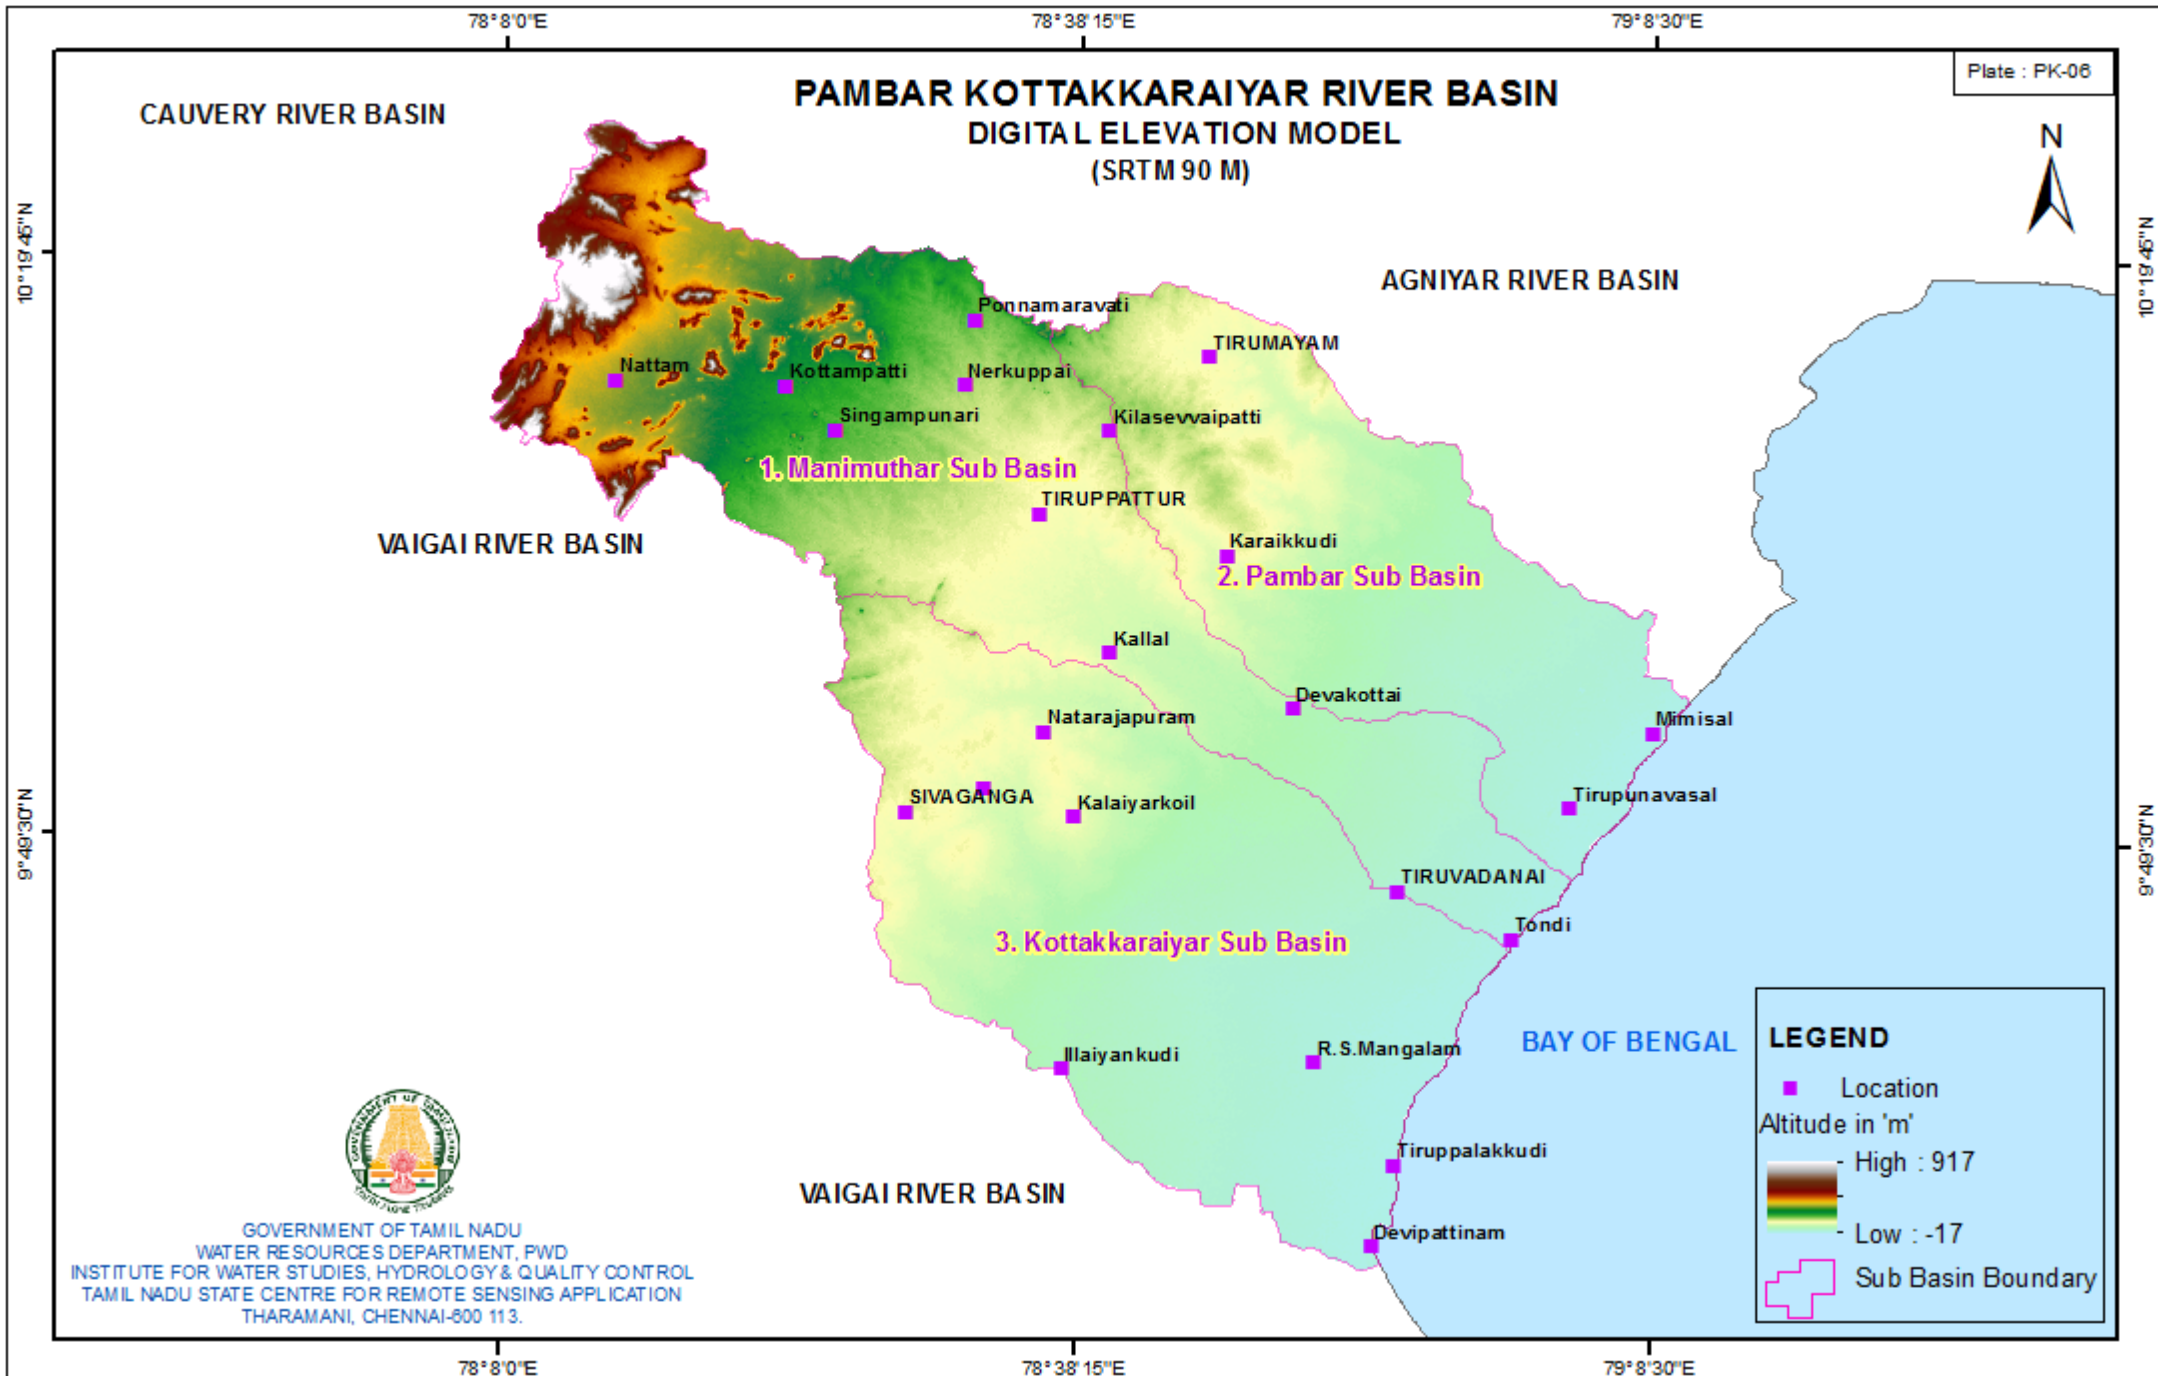 78°8'0"E
78°38'15"E
79°8'30"E
Plate : PK-06
PAMBAR KOTTAKKARAIYAR RIVER BASIN
DIGITAL ELEVATION MODEL
(SRTM 90 M)
CAUVERY RIVER BASIN
N
10°19'45"N
10°19'45"N
AGNIYAR RIVER BASIN
Ponnamaravati
TIRUMAYAM
Nattam
Kottampatti
Nerkuppai
Singampunari
Kilasevvaipatti
1. Manimuthar Sub Basin
TIRUPPATTUR
VAIGAI RIVER BASIN
Karaikkudi
2. Pambar Sub Basin
Kallal
Devakottai
Natarajapuram
Mimisal
SIVAGANGA
Kalaiyarkoil
Tirupunavasal
9°49'30"N
9°49'30"N
TIRUVADANAI
Tondi
3. Kottakkaraiyar Sub Basin
BAY OF BENGAL
Illaiyankudi
R.S.Mangalam
Tiruppalakkudi
VAIGAI RIVER BASIN
Devipattinam
LEGEND
Location
Altitude in 'm'
High : 917
Low : -17
Sub Basin Boundary
GOVERNMENT OF TAMIL NADU
WATER RESOURCES DEPARTMENT, PWD
INSTITUTE FOR WATER STUDIES, HYDROLOGY & QUALITY CONTROL
TAMIL NADU STATE CENTRE FOR REMOTE SENSING APPLICATION
THARAMANI, CHENNAI-600 113.
78°8'0"E
78°38'15"E
79°8'30"E